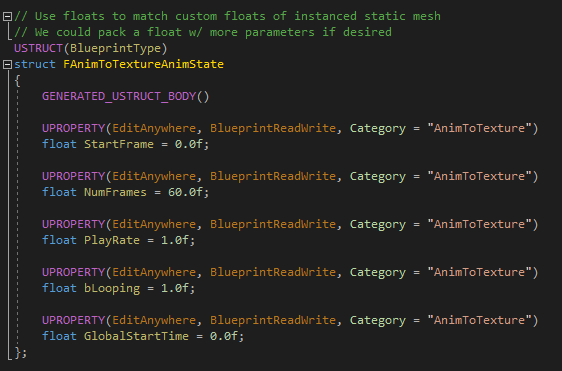 // Use floats to match custom floats of instanced static mesh
// We could pack a float w/ more parameters if desired
USTRUCT(BlueprintType)
struct FAnimToTextureAnimState
{
GENERATED_USTRUCT_BODY()
UPROPERTY(EditAnywhere, BlueprintReadWrite, Category = "AnimToTexture")
float StartFrame = 0.0f;
UPROPERTY(EditAnywhere, BlueprintReadWrite, Category = "AnimToTexture")
float NumFrames = 60.0f;
UPROPERTY(EditAnywhere, BlueprintReadWrite, Category = "AnimToTexture")
float PlayRate = 1.0f;
UPROPERTY(EditAnywhere, BlueprintReadWrite, Category = "AnimToTexture")
float bLooping = 1.0f;
UPROPERTY(EditAnywhere, BlueprintReadWrite, Category = "AnimToTexture")
float GlobalStartTime = 0.0f;
};